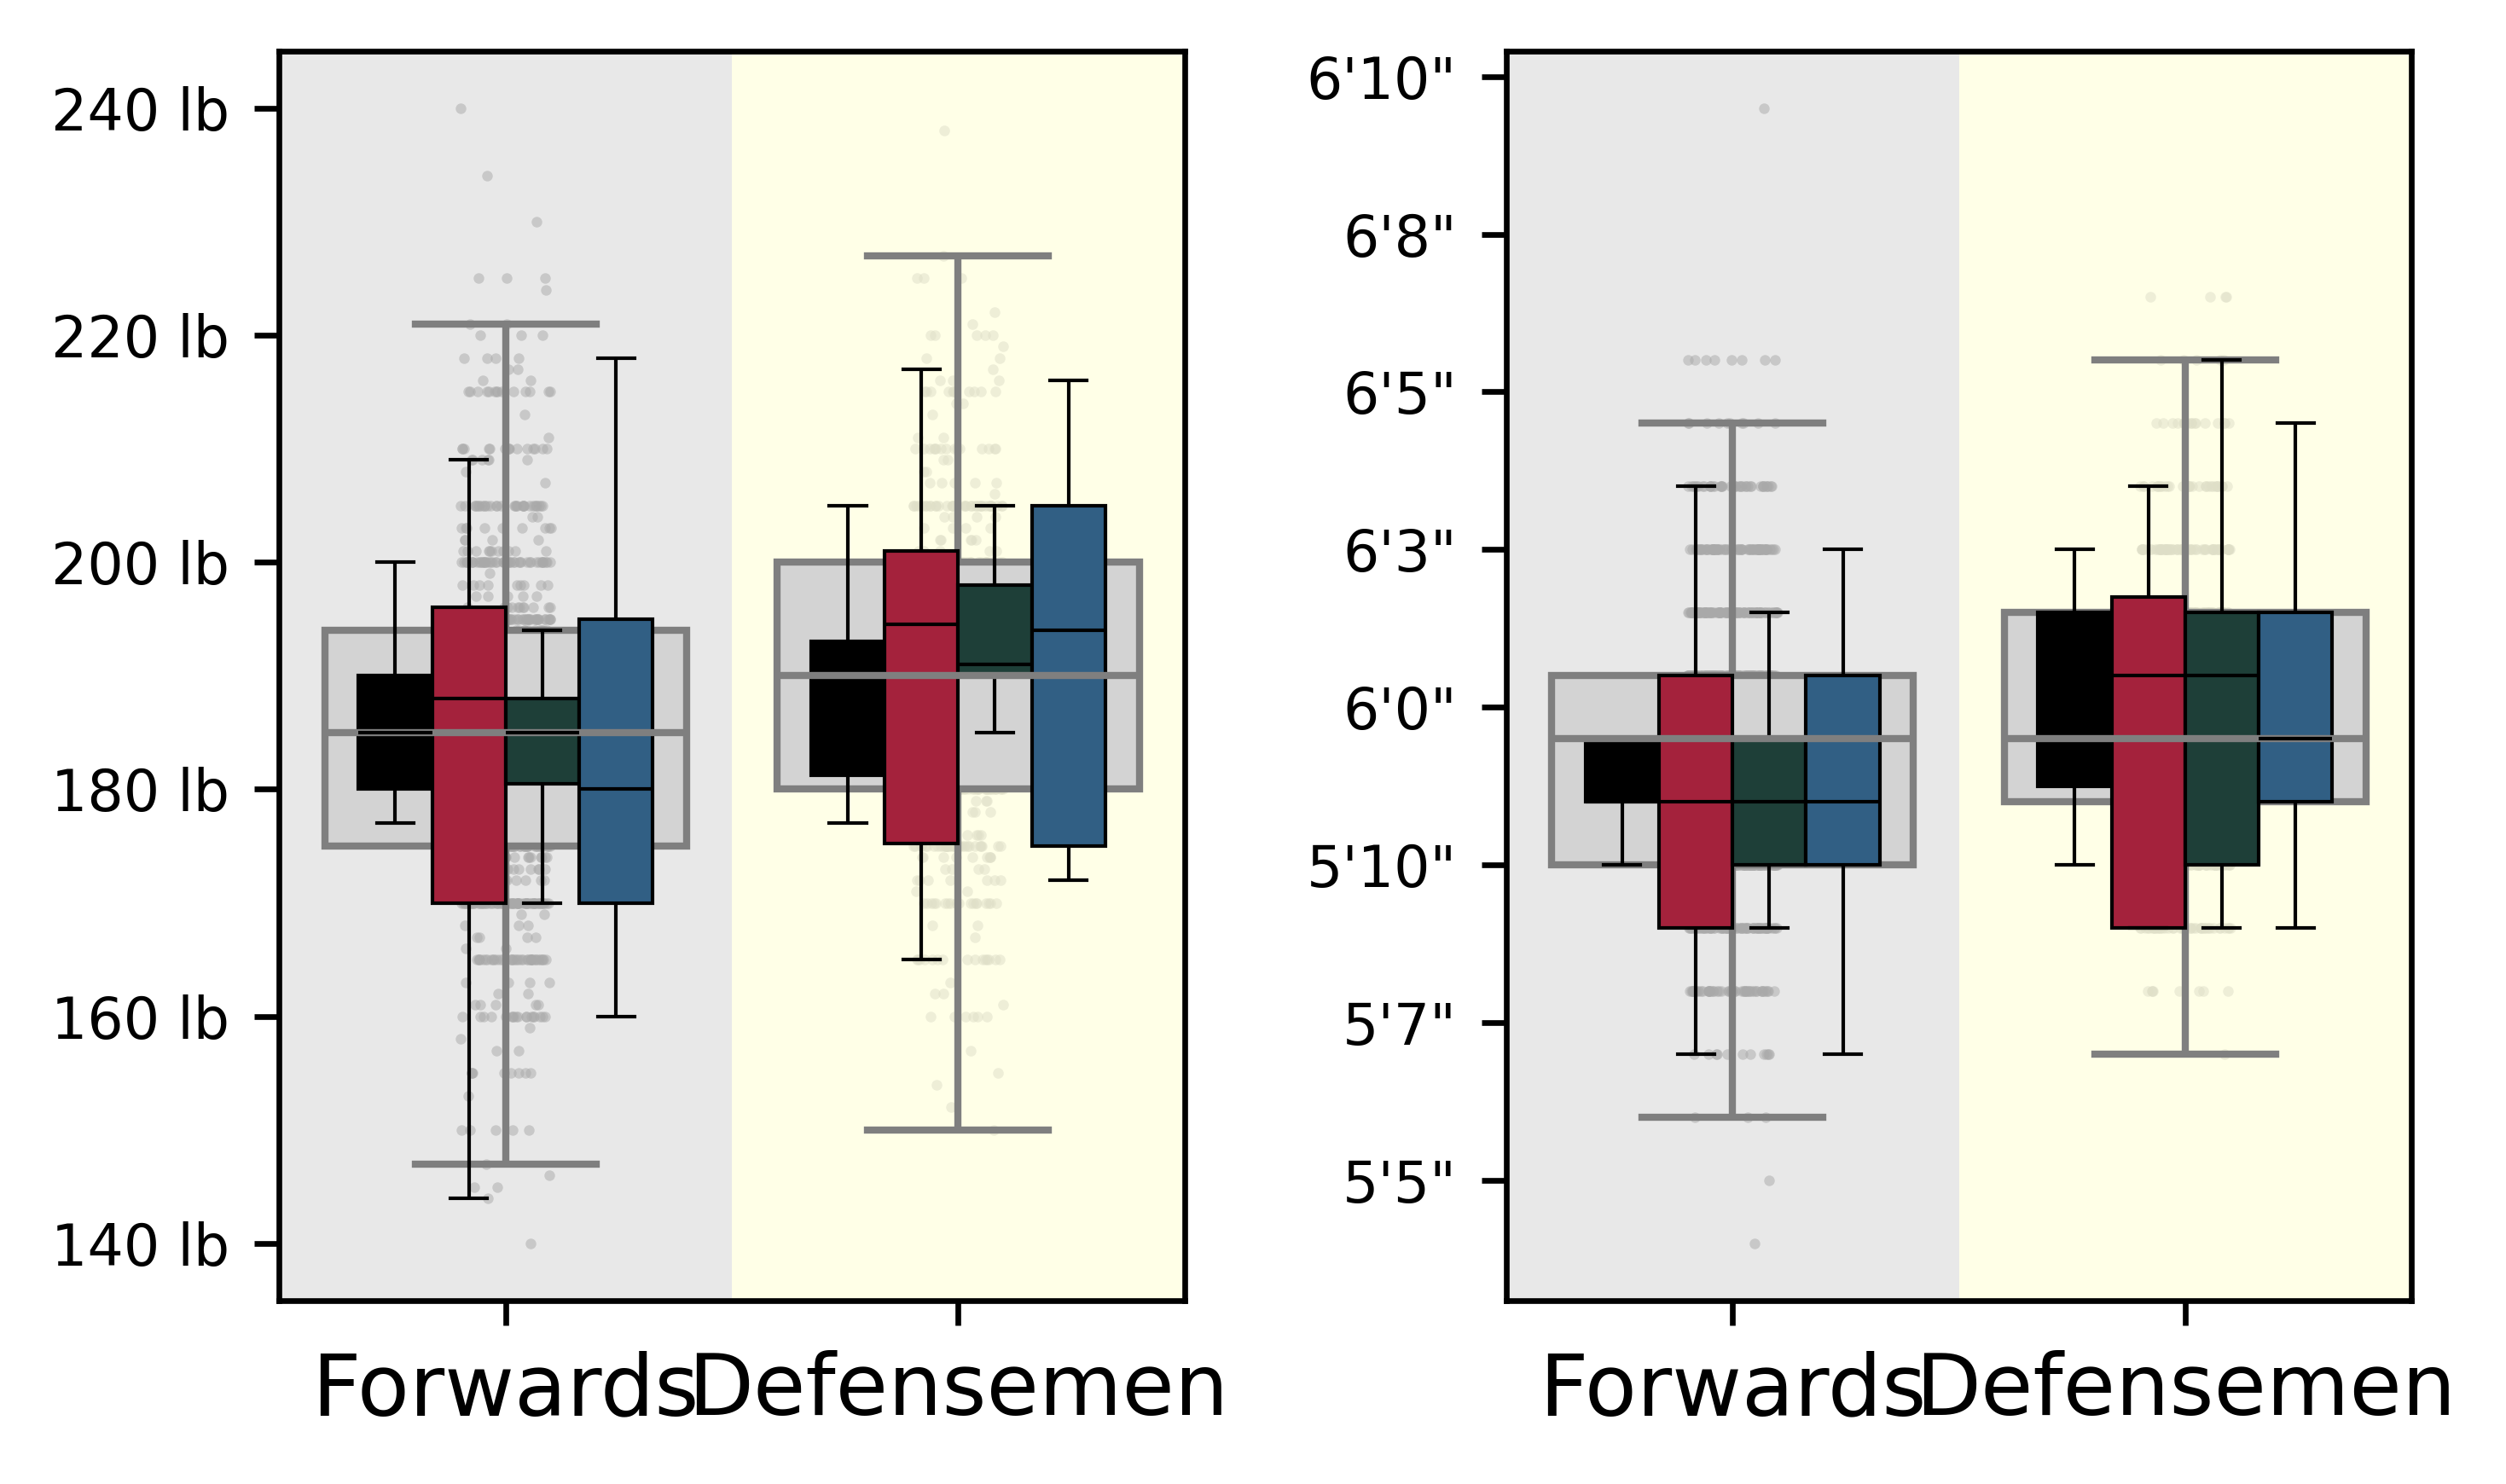 240 lb
220 lb
200 lb
180 lb
160 lb
140 lb
Forwards
Defensemen
6'10"
6'8"
6'5"
6'3"
6'0"
5'10"
5'7"
5'5"
Forwards
Defensemen